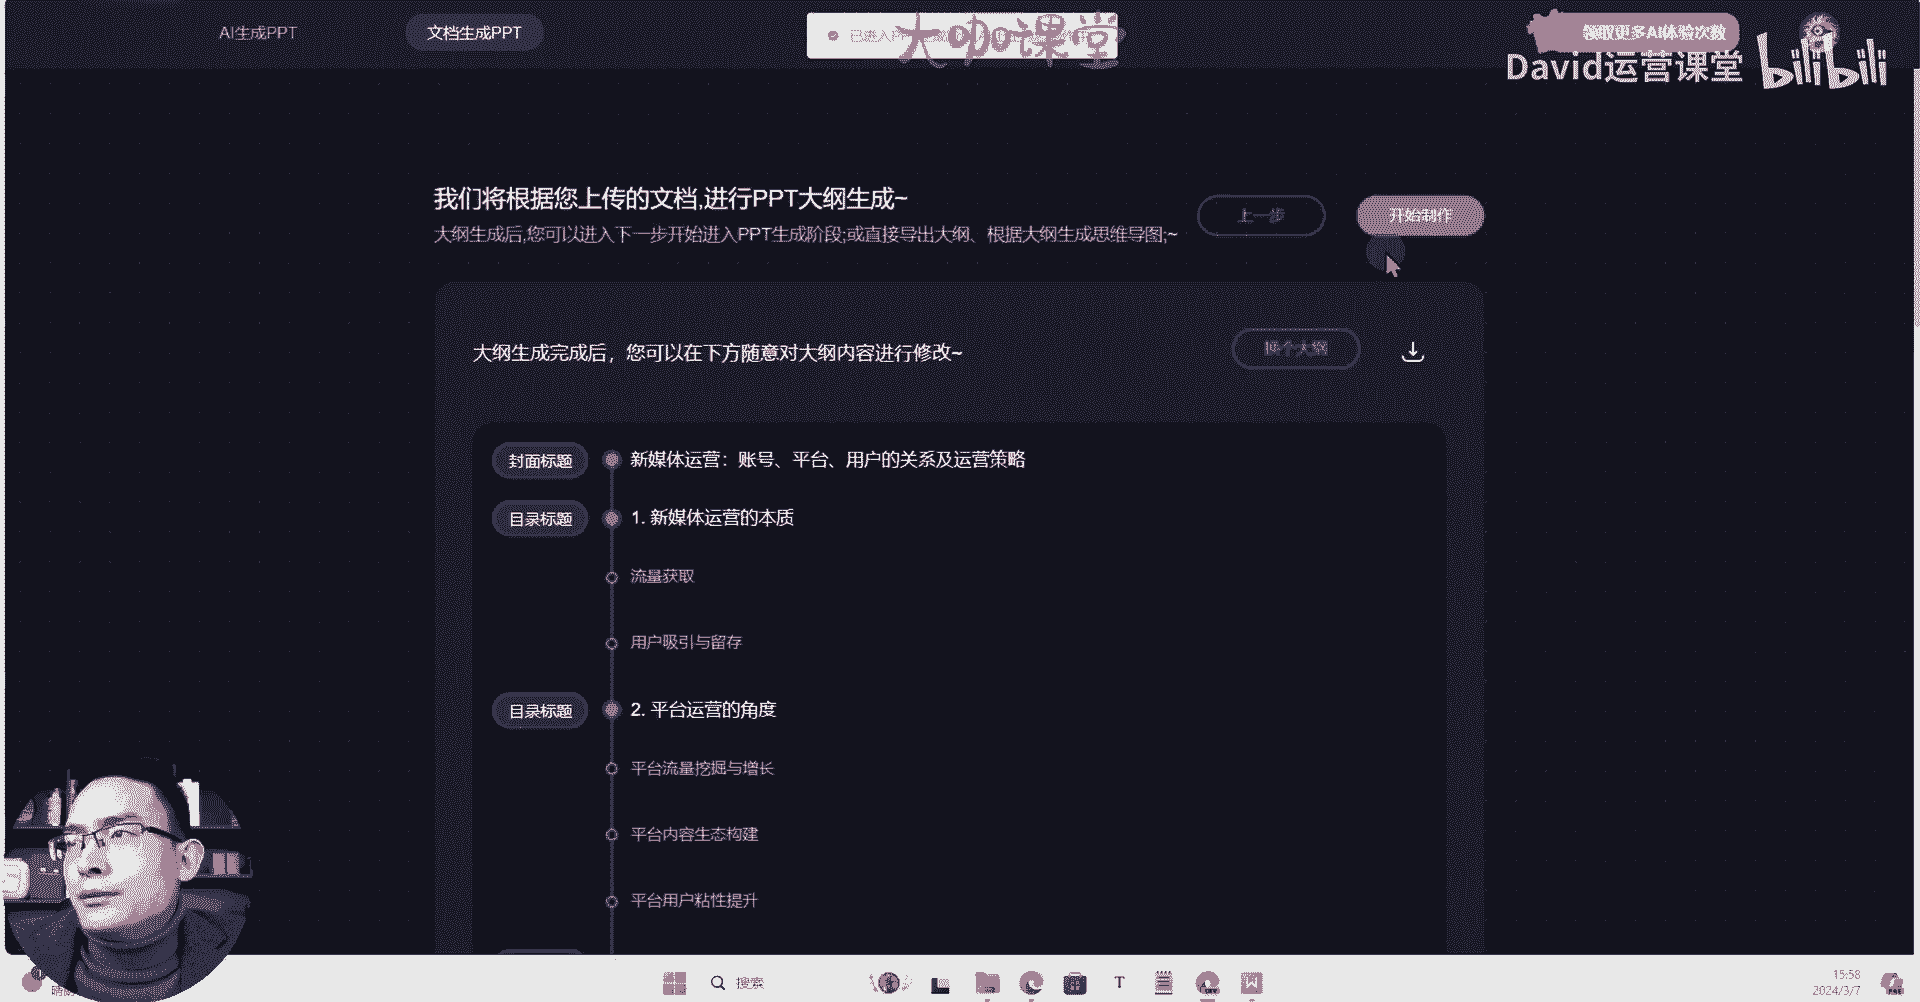 AI生成PPT
文档生成PPT
大咖课堂
领取更多AI体验次数
David运营课堂
bilibili
我们将根据您上传的文档,进行PPT大纲生成~
上一步
开始制作
大纲生成后,您可以进入下一步开始进入PPT生成阶段;或直接导出大纲、根据大纲生成思维导图;~
大纲生成完成后，您可以在下方随意对大纲内容进行修改~
换个大纲
封面标题
新媒体运营：账号、平台、用户的关系及运营策略
目录标题
1. 新媒体运营的本质
流量获取
用户吸引与留存
目录标题
2. 平台运营的角度
平台流量挖掘与增长
平台内容生态构建
平台用户粘性提升
搜索
15:58
2024/3/7